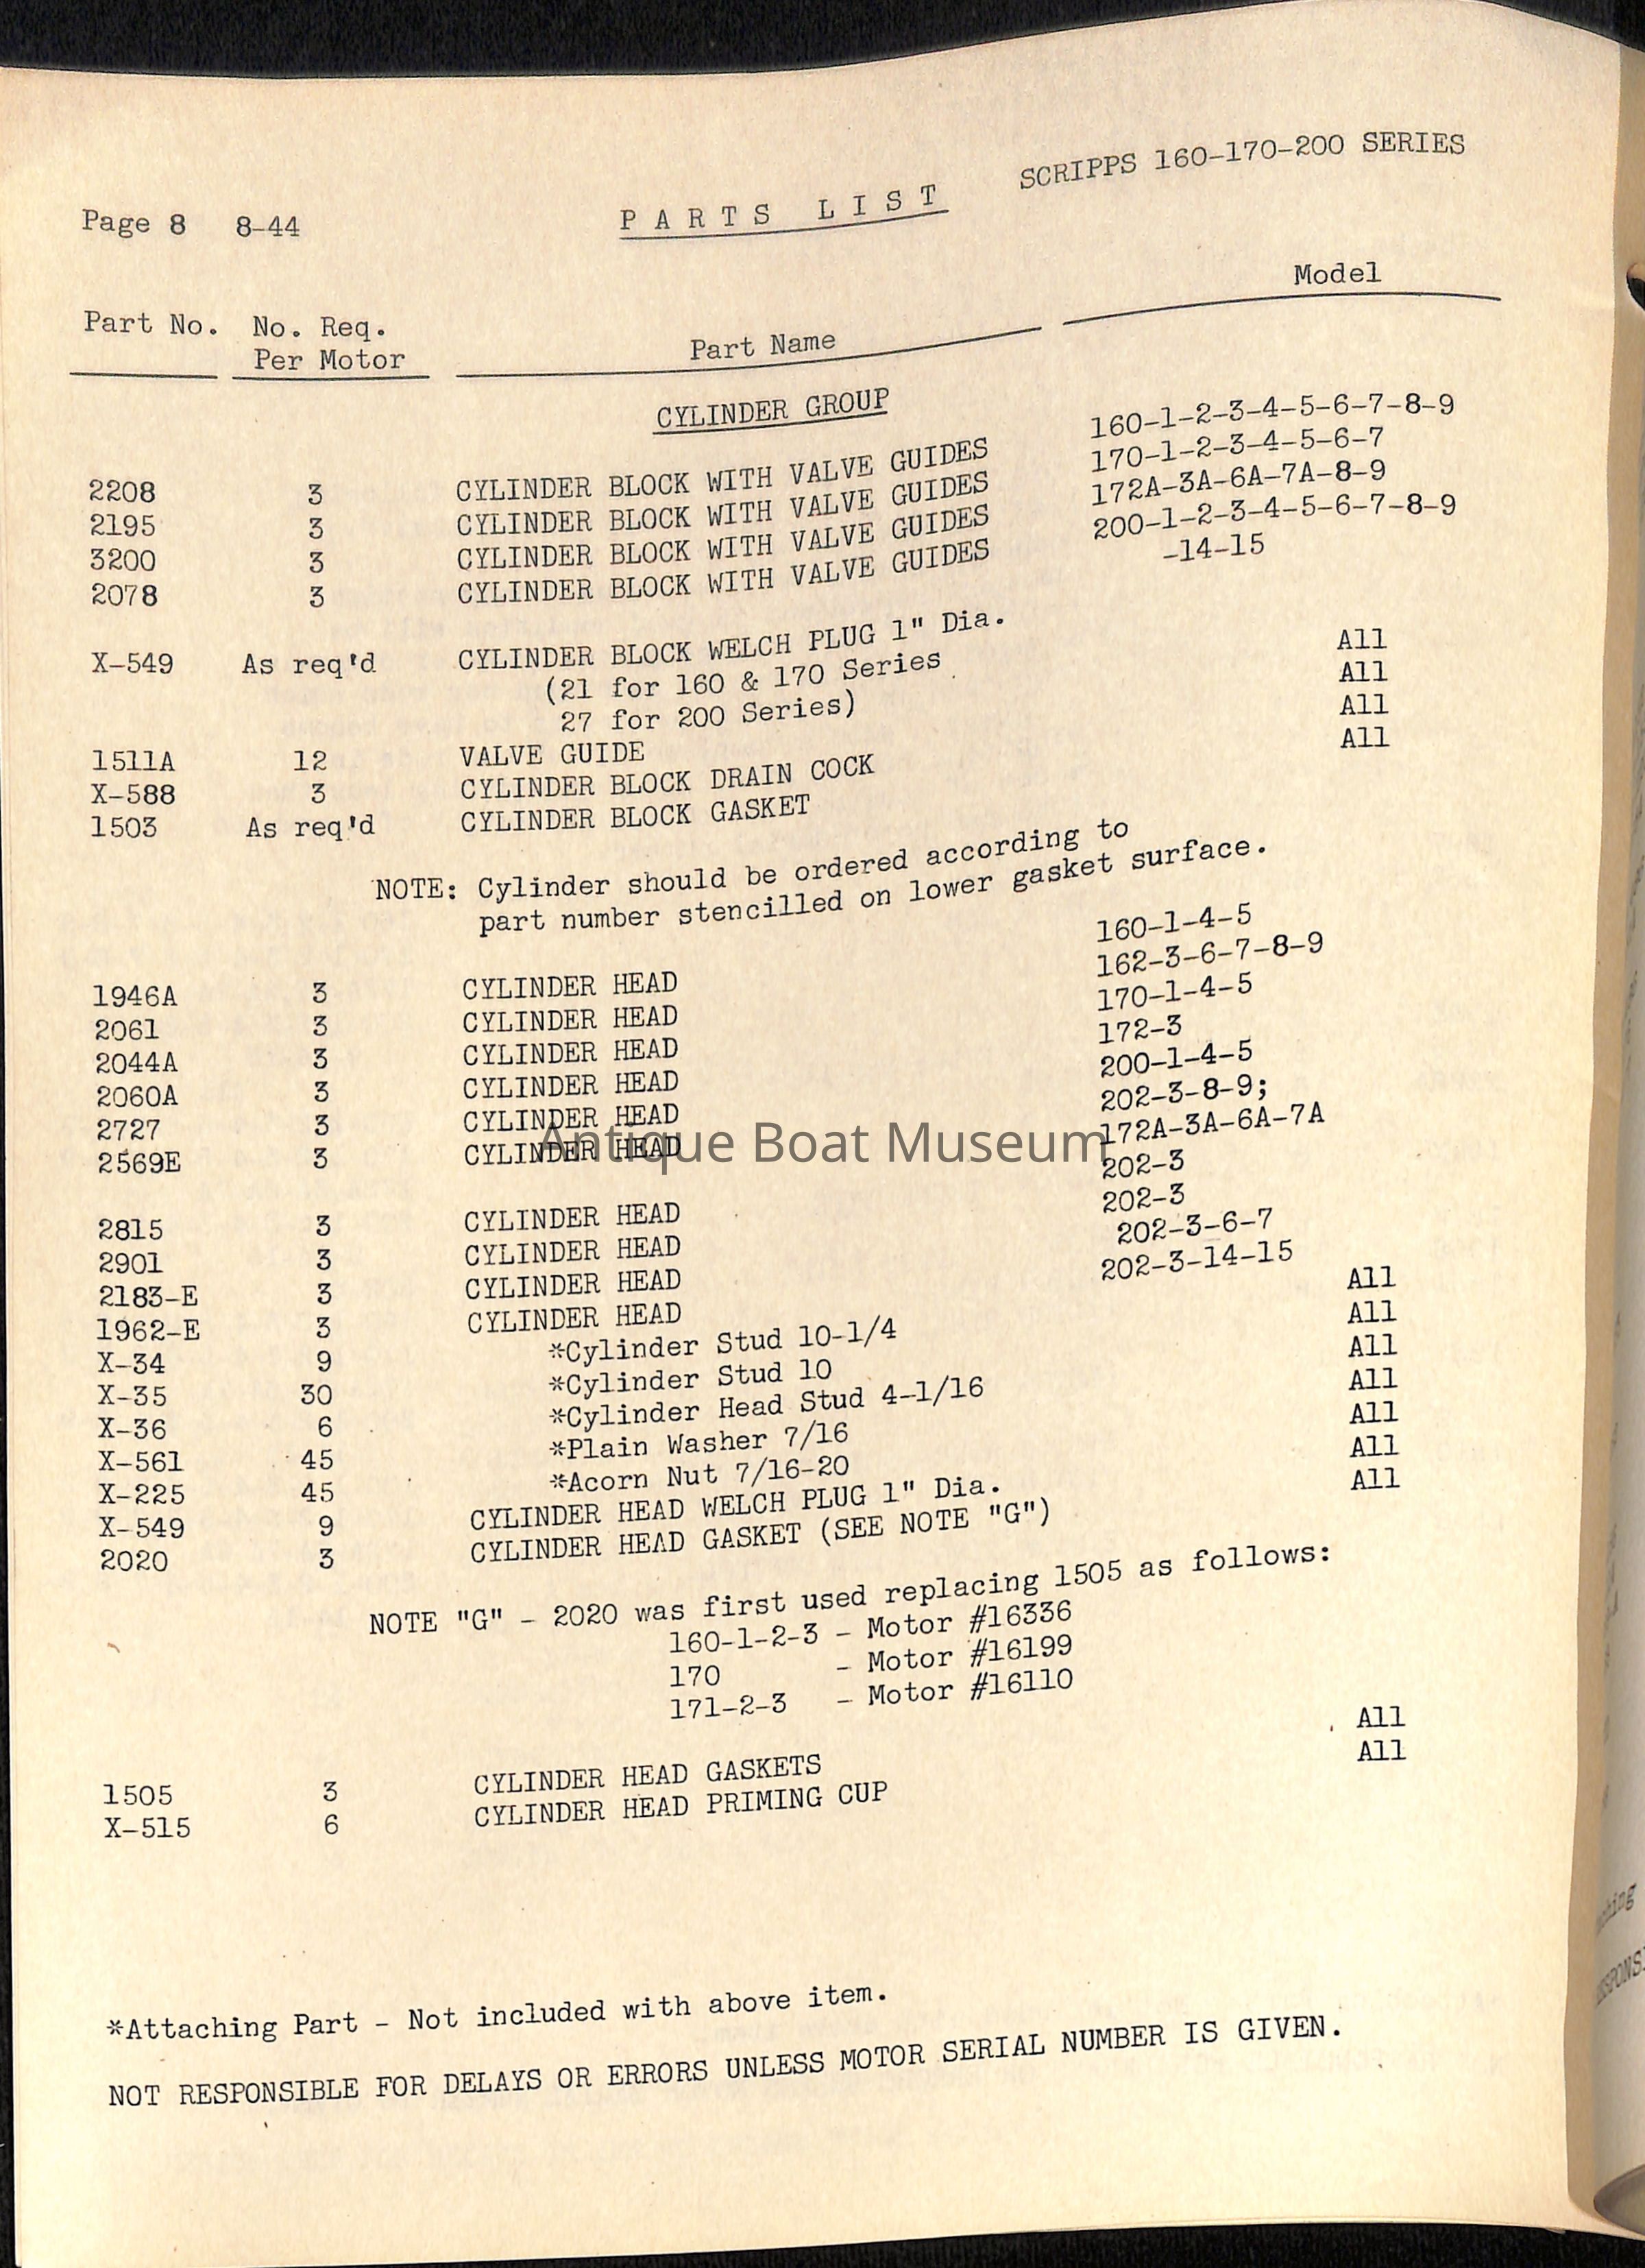 SCRIPPS 160-170-200 SERIES
Page 8 8-44 PARTS LIST
Model
Part No. No. Req. Part Name
Per Motor
CYLINDER GROUP
2208 3 CYLINDER BLOCK WITH VALVE GUIDES 160-1-2-3-4-5-6-7-8-9
2195 3 CYLINDER BLOCK WITH VALVE GUIDES 170-1-2-3-4-5-6-7
3200 3 CYLINDER BLOCK WITH VALVE GUIDES 172A-3A-6A-7A-8-9
2078 3 CYLINDER BLOCK WITH VALVE GUIDES 200-1-2-3-4-5-6-7-8-9
-14-15
X-549 As req'd CYLINDER BLOCK WELCH PLUG 1" Dia. All
(21 for 160 & 170 Series
27 for 200 Series)
1511A 12 VALVE GUIDE All
X-588 3 CYLINDER BLOCK DRAIN COCK All
1503 As req'd CYLINDER BLOCK GASKET All
NOTE: Cylinder should be ordered according to
part number stencilled on lower gasket surface.
1946A 3 CYLINDER HEAD 160-1-4-5
2061 3 CYLINDER HEAD 162-3-6-7-8-9
2044A 3 CYLINDER HEAD 170-1-4-5
2060A 3 CYLINDER HEAD 172-3
2727 3 CYLINDER HEAD 200-1-4-5
2569E 3 CYLINDER HEAD 202-3-8-9;
172A-3A-6A-7A
Antique Boat Museum
2815 3 CYLINDER HEAD 202-3
2901 3 CYLINDER HEAD 202-3
2183-E 3 CYLINDER HEAD 202-3-6-7
1962-E 3 CYLINDER HEAD 202-3-14-15
X-34 9 *Cylinder Stud 10-1/4 All
X-35 30 *Cylinder Stud 10 All
X-36 6 *Cylinder Head Stud 4-1/16 All
X-561 45 *Plain Washer 7/16 All
X-225 45 *Acorn Nut 7/16-20 All
X-549 9 CYLINDER HEAD WELCH PLUG 1" Dia. All
2020 3 CYLINDER HEAD GASKET (SEE NOTE "G") All
NOTE "G" - 2020 was first used replacing 1505 as follows:
160-1-2-3 - Motor #16336
170 - Motor #16199
171-2-3 - Motor #16110
1505 3 CYLINDER HEAD GASKETS All
X-515 6 CYLINDER HEAD PRIMING CUP All
*Attaching Part - Not included with above item.
NOT RESPONSIBLE FOR DELAYS OR ERRORS UNLESS MOTOR SERIAL NUMBER IS GIVEN.